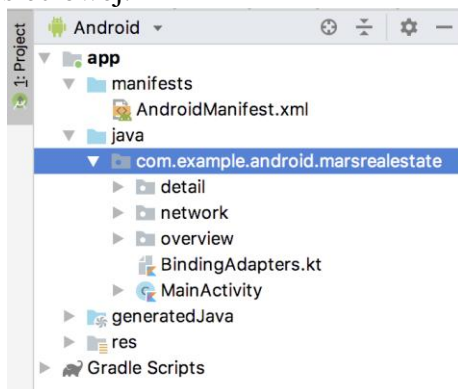 1: Project
Android
app
manifests
AndroidManifest.xml
java
com.example.android.marsrealestate
detail
network
overview
BindingAdapters.kt
MainActivity
generatedJava
res
Gradle Scripts